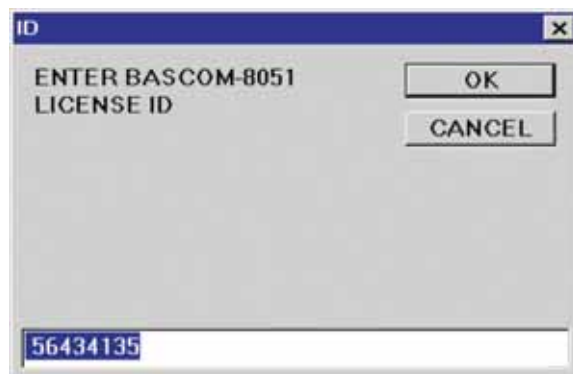 ID
ENTER BASCOM-8051
LICENSE ID
OK
CANCEL
56434135